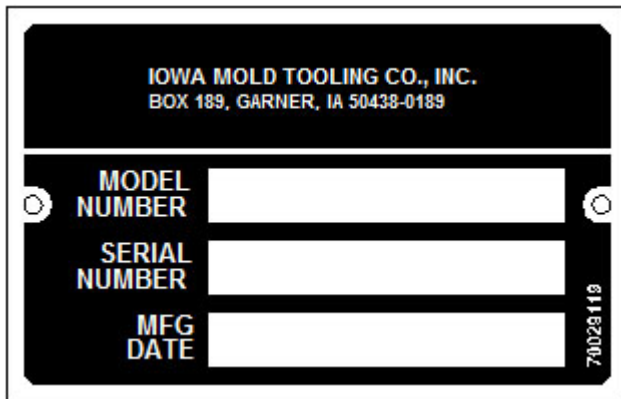 IOWA MOLD TOOLING CO., INC.
BOX 189, GARNER, IA 50438-0189
MODEL
NUMBER
SERIAL
NUMBER
MFG
DATE
70029119